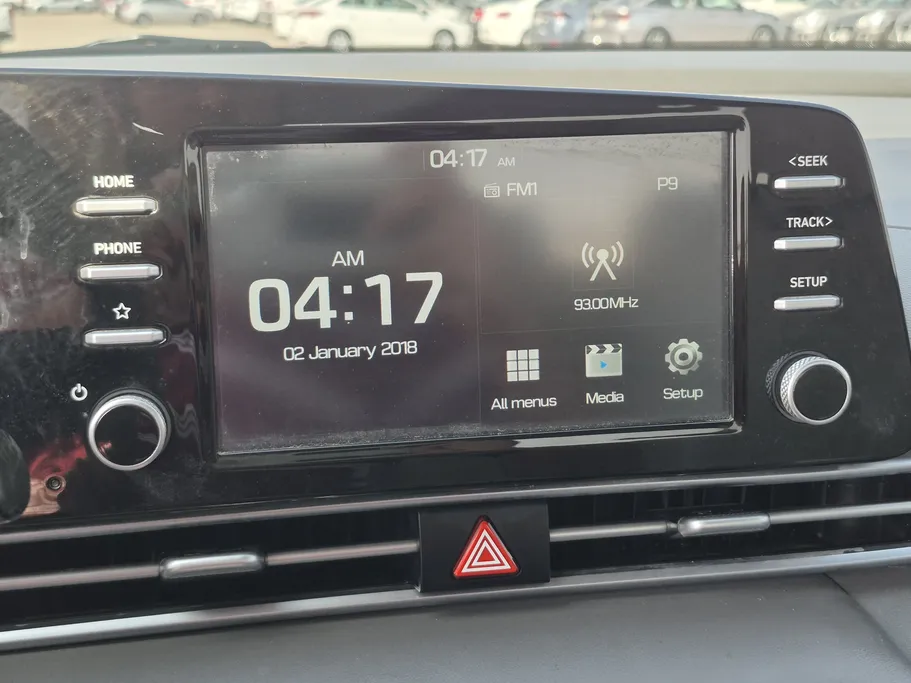 HOME
PHONE
04:17 AM
FM1
P9
AM
04:17
02 January 2018
93.00MHz
All menus
Media
Setup
<SEEK
TRACK>
SETUP